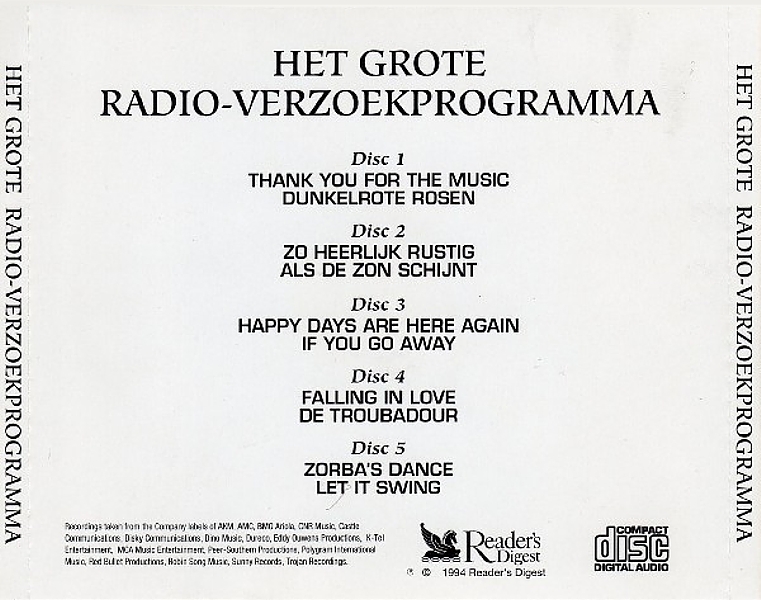 HET GROTE
RADIO-VERZOEKPROGRAMMA
Disc 1
THANK YOU FOR THE MUSIC
DUNKELROTE ROSEN
Disc 2
ZO HEERLIJK RUSTIG
ALS DE ZON SCHIJNT
Disc 3
HAPPY DAYS ARE HERE AGAIN
IF YOU GO AWAY
Disc 4
FALLING IN LOVE
DE TROUBADOUR
Disc 5
ZORBA'S DANCE
LET IT SWING
Recordings taken from the Company labels of AKM, AMC, BMG Ariola, CNR Music, Castle
Communications, Disky Communications, Dino Music, Dureco, Eddy Ouwens Productions, K-Tel
Entertainment, MCA Music Entertainment, Peer-Southern Productions, Polygram International
Music, Red Bullet Productions, Robin Song Music, Sunny Records, Trojan Recordings.
Reader's
Digest
℗ © 1994 Reader's Digest
COMPACT
disc
DIGITAL AUDIO
HET GROTE RADIO-VERZOEKPROGRAMMA
HET GROTE RADIO-VERZOEKPROGRAMMA